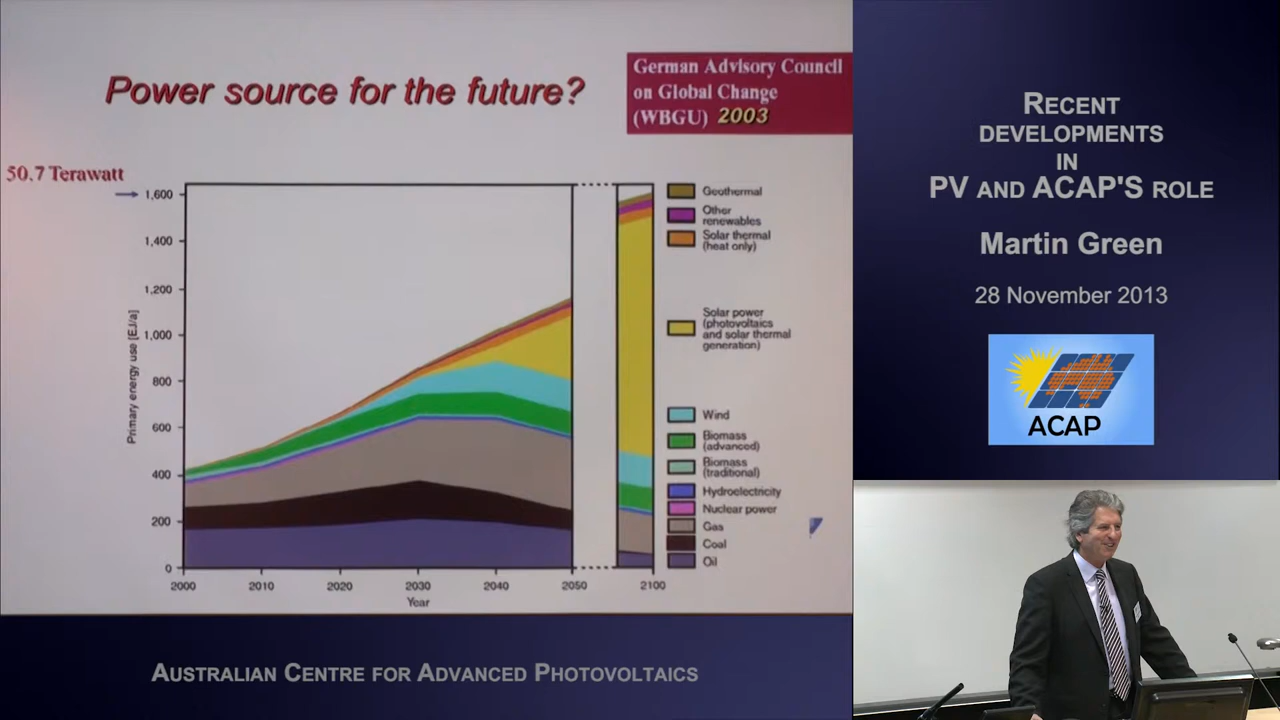 Power source for the future?
German Advisory Council
on Global Change
(WBGU) 2003
50.7 Terawatt
1,600
1,400
1,200
1,000
800
600
400
200
0
Primary energy use [EJ/a]
2000
2010
2020
2030
2040
2050
2100
Year
Geothermal
Other
renewables
Solar thermal
(heat only)
Solar power
(photovoltaics
and solar thermal
generation)
Wind
Biomass
(advanced)
Biomass
(traditional)
Hydroelectricity
Nuclear power
Gas
Coal
Oil
AUSTRALIAN CENTRE FOR ADVANCED PHOTOVOLTAICS
RECENT
DEVELOPMENTS
IN
PV AND ACAP'S ROLE
Martin Green
28 November 2013
ACAP